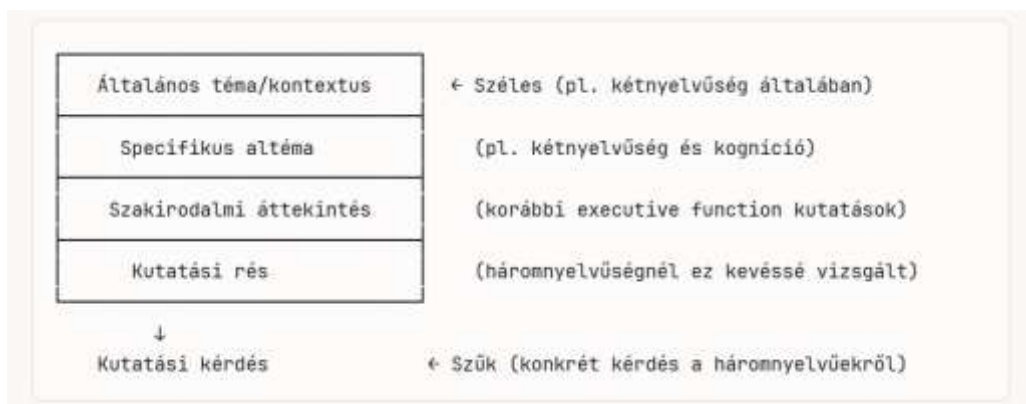 Általános téma/kontextus ← Széles (pl. kétnyelvűség általában)
Specifikus altéma (pl. kétnyelvűség és kogníció)
Szakirodalmi áttekintés (korábbi executive function kutatások)
Kutatási rés (háromnyelvűségnél ez kevéssé vizsgált)
↓
Kutatási kérdés ← Szűk (konkrét kérdés a háromnyelvűekről)